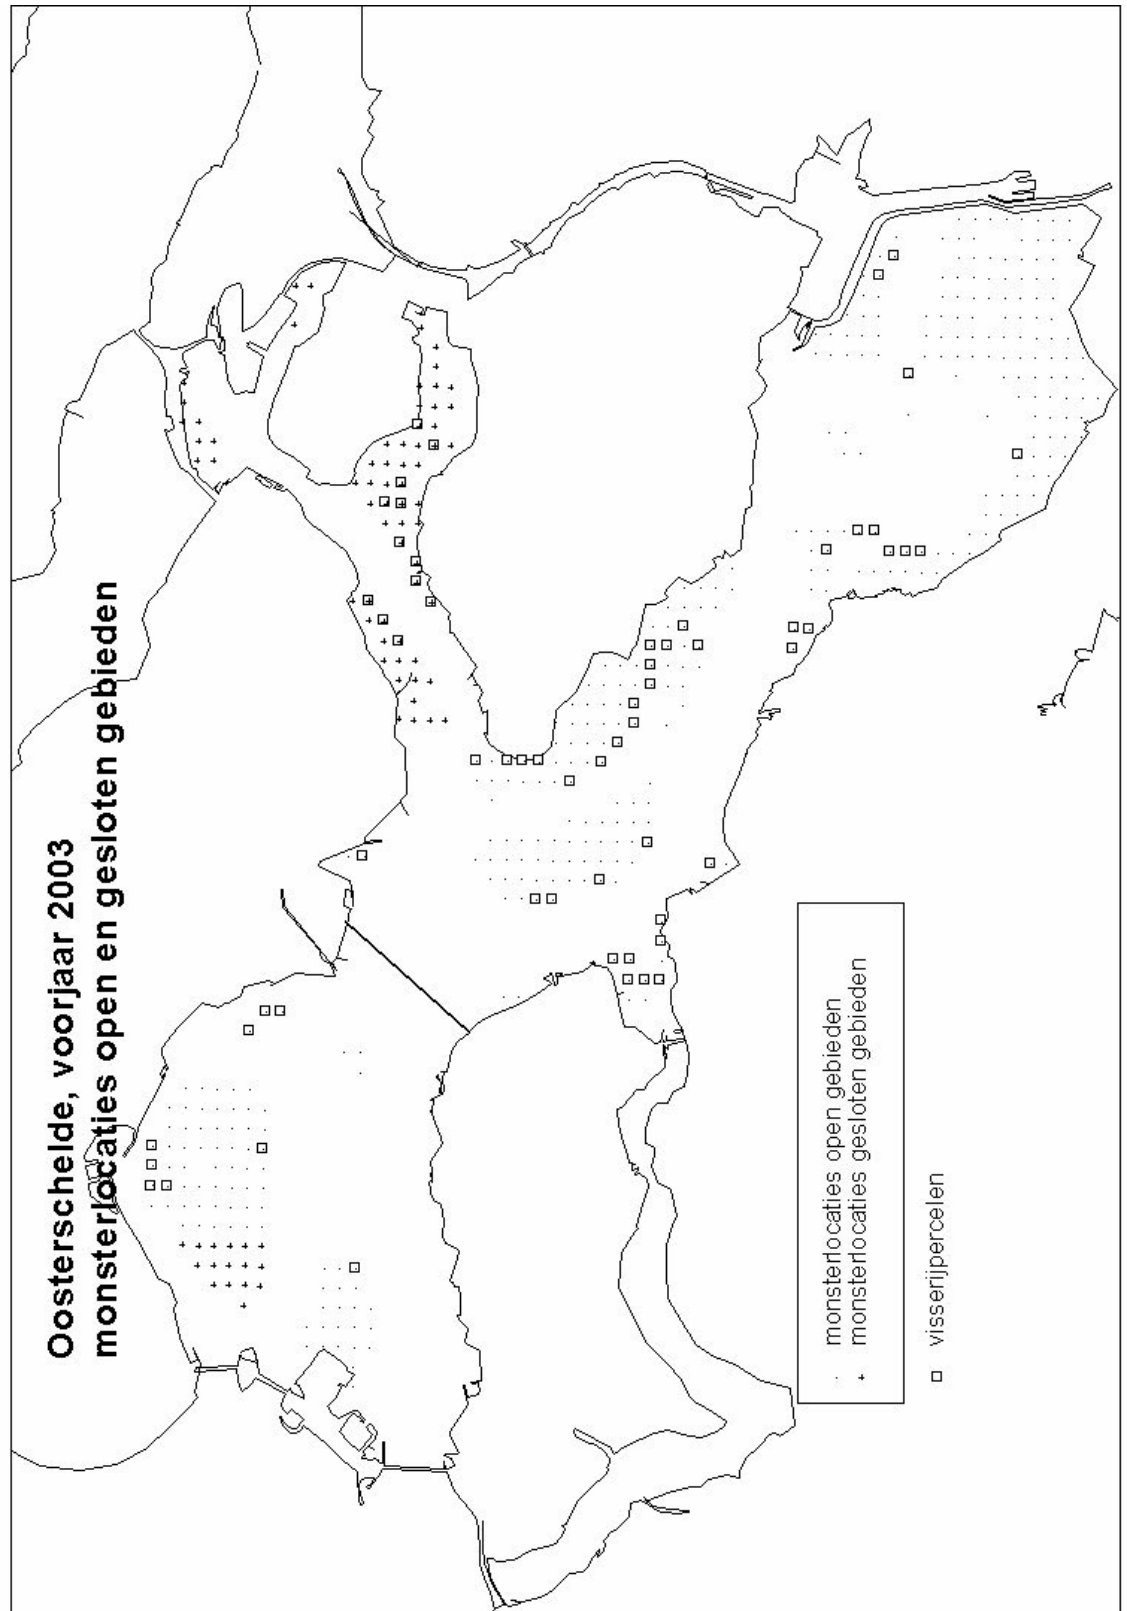 Oosterschelde, voorjaar 2003
monsterlocaties open en gesloten gebieden
monsterlocaties open gebieden
monsterlocaties gesloten gebieden
visserijpercelen